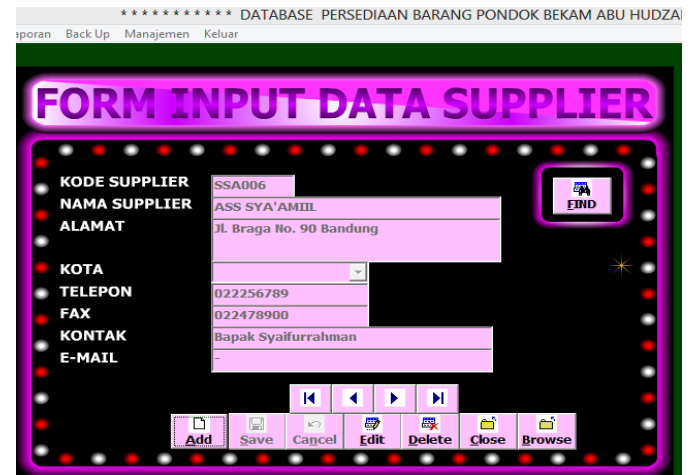 * * * * * * * * * * * DATABASE PERSEDIAAN BARANG PONDOK BEKAM ABU HUDZA
aporan Back Up Manajemen Keluar
FORM INPUT DATA SUPPLIER
KODE SUPPLIER SSA006
FIND
NAMA SUPPLIER ASS SYA'AMIIL
ALAMAT Jl. Braga No. 90 Bandung
KOTA
TELEPON 022256789
FAX 022478900
KONTAK Bapak Syaifurrahman
E-MAIL -
Add Save Cancel Edit Delete Close Browse